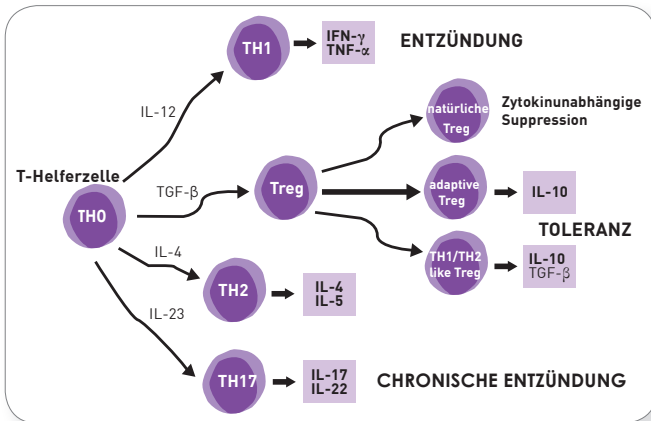 TH1
IFN-γ
TNF-α
ENTZÜNDUNG
IL-12
natürliche
Treg
Zytokinunabhängige
Suppression
T-Helferzelle
TH0
TGF-β
Treg
adaptive
Treg
IL-10
TOLERANZ
IL-4
TH1/TH2
like Treg
IL-10
TGF-β
TH2
IL-4
IL-5
IL-23
TH17
IL-17
IL-22
CHRONISCHE ENTZÜNDUNG